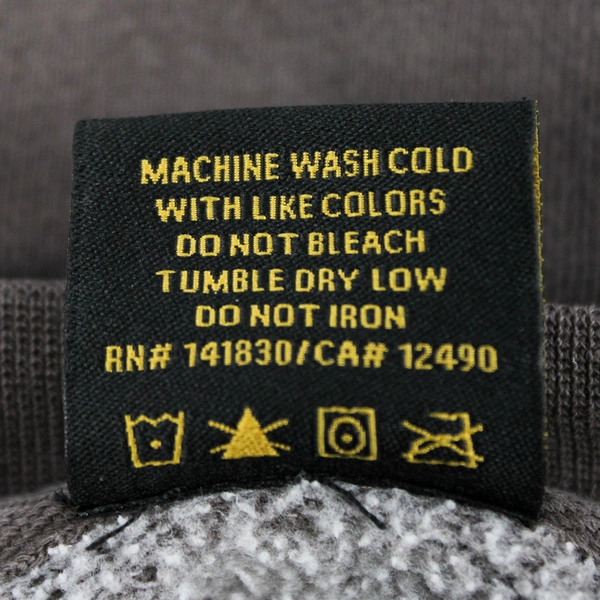 MACHINE WASH COLD
WITH LIKE COLORS
DO NOT BLEACH
TUMBLE DRY LOW
DO NOT IRON
RN# 141830/CA# 12490